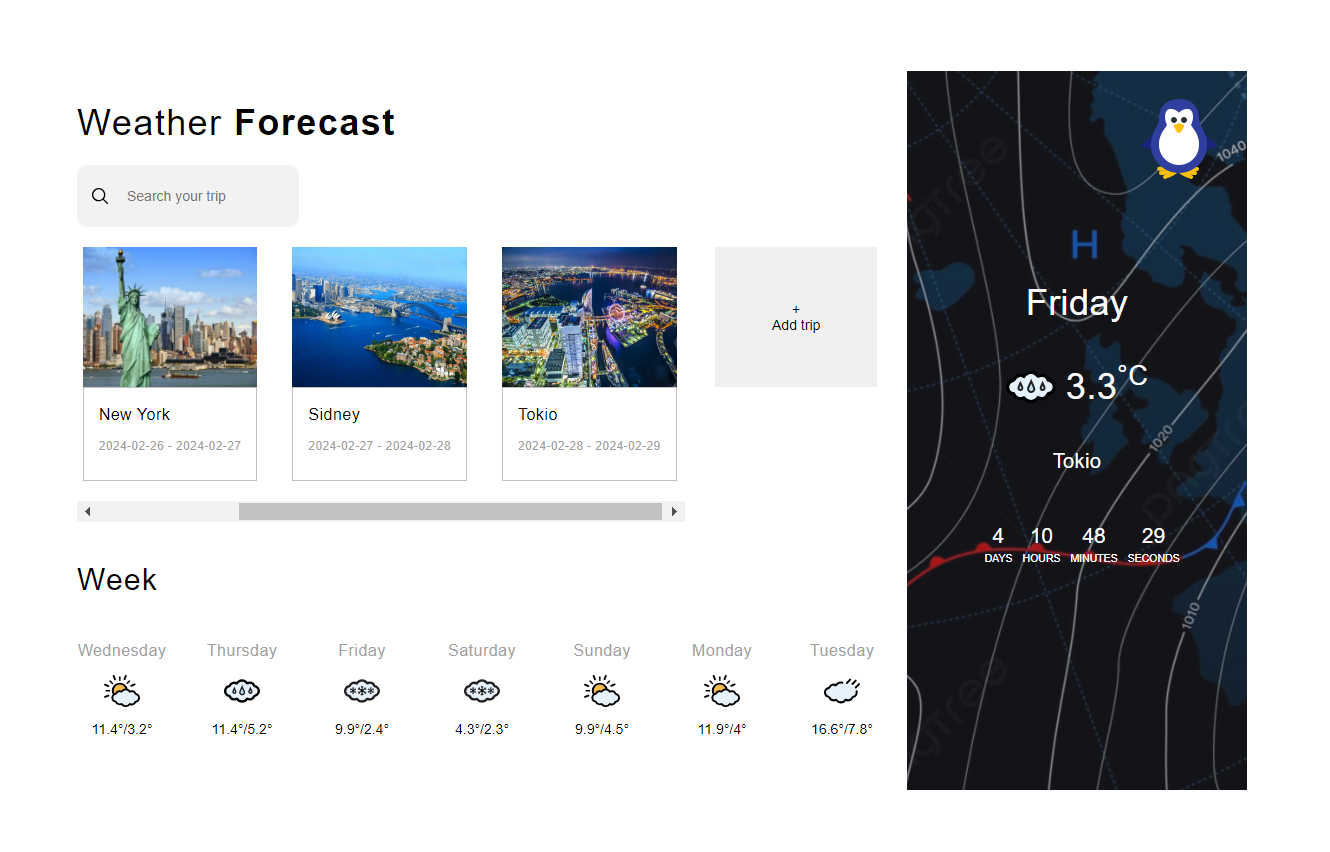 Weather Forecast
Search your trip
New York
2024-02-26 - 2024-02-27
Sidney
2024-02-27 - 2024-02-28
Tokio
2024-02-28 - 2024-02-29
+
Add trip
Week
Wednesday
11.4°/3.2°
Thursday
11.4°/5.2°
Friday
9.9°/2.4°
Saturday
4.3°/2.3°
Sunday
9.9°/4.5°
Monday
11.9°/4°
Tuesday
16.6°/7.8°
1040
H
Friday
3.3°C
1020
Tokio
4 10 48 29
DAYS HOURS MINUTES SECONDS
1010